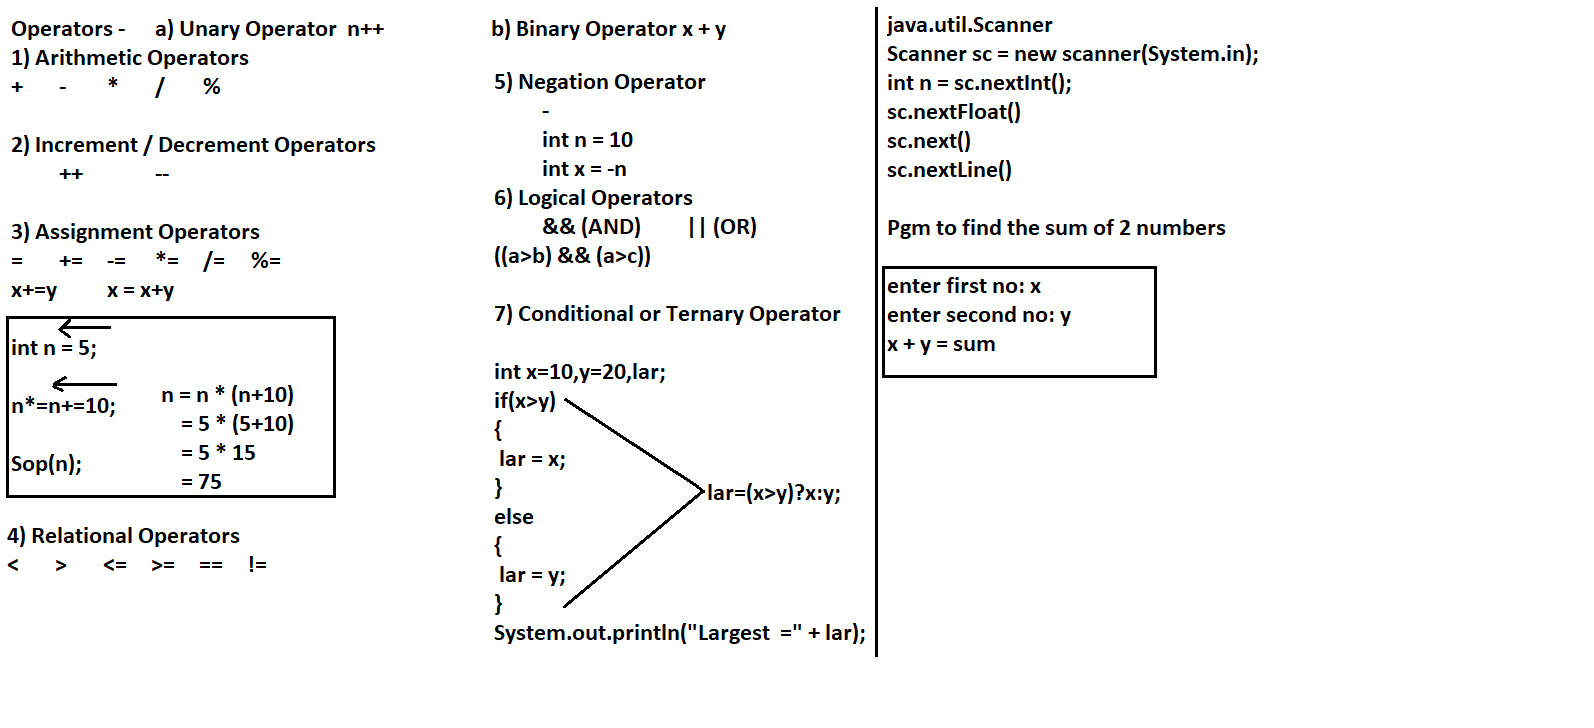 Operators -     a) Unary Operator  n++
1) Arithmetic Operators
+     -     *     /     %
2) Increment / Decrement Operators
++     --
3) Assignment Operators
=     +=     -=     *=     /=     %=
x+=y     x = x+y
int n = 5;
n*=n+=10;
Sop(n);
n = n * (n+10)
= 5 * (5+10)
= 5 * 15
= 75
4) Relational Operators
<     >     <=     >=     ==     !=
b) Binary Operator x + y
5) Negation Operator
-
int n = 10
int x = -n
6) Logical Operators
&& (AND)     || (OR)
((a>b) && (a>c))
7) Conditional or Ternary Operator
int x=10,y=20,lar;
if(x>y)
{
lar = x;
}
else
{
lar = y;
}
lar=(x>y)?x:y;
System.out.println("Largest  =" + lar);
java.util.Scanner
Scanner sc = new scanner(System.in);
int n = sc.nextInt();
sc.nextFloat()
sc.next()
sc.nextLine()
Pgm to find the sum of 2 numbers
enter first no: x
enter second no: y
x + y = sum